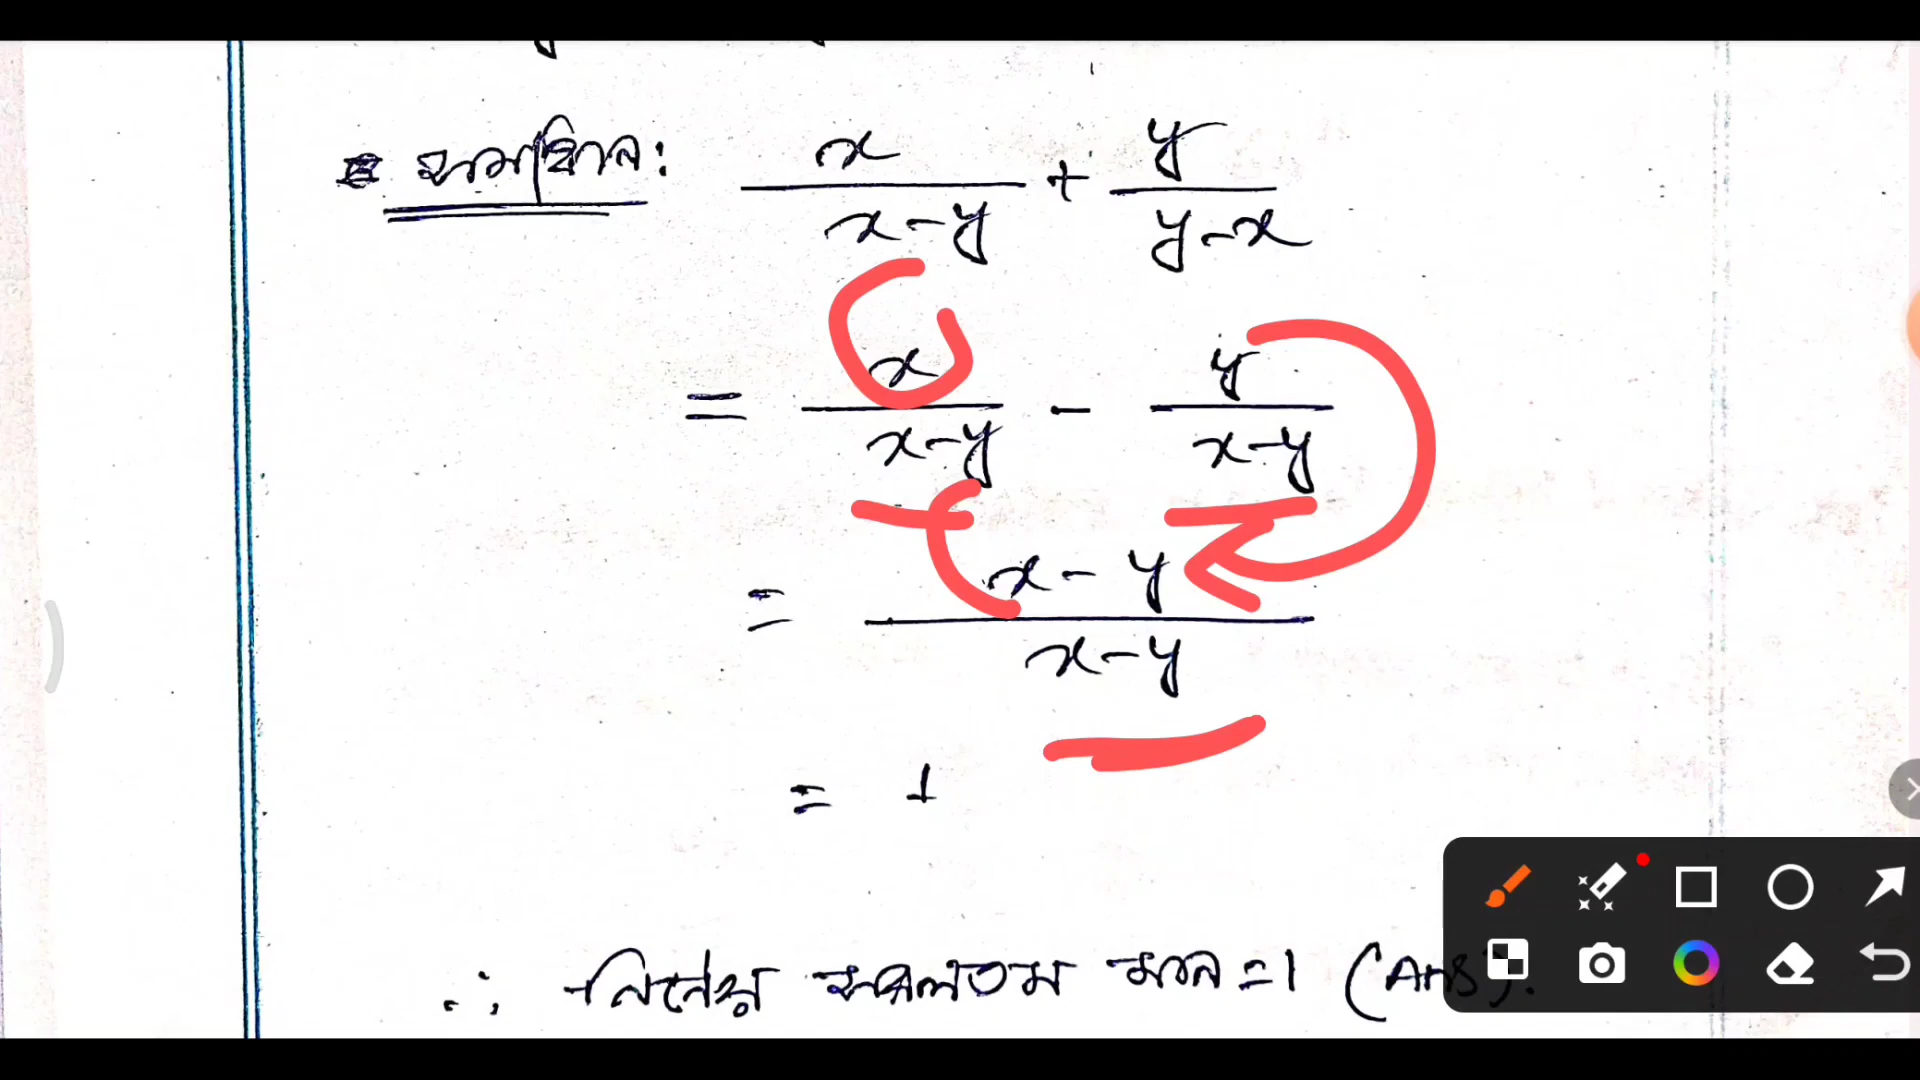 সমাধান: x/(x-y) + y/(y-x)
= x/(x-y) - y/(x-y)
= (x-y)/(x-y)
= 1
∴ নির্ণেয় সরলতম মান = 1 (Ans).